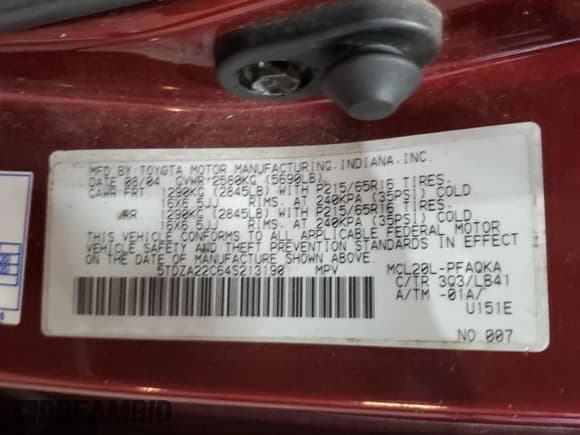 MFD.BY:TOYOTA MOTOR MANUFACTURING.INDIANA.INC
DATE 08/04 GVWR 2580KG (5690LB)
GAWR FRT 1290KG (2845LB) WITH P215/65R16 TIRES.
16X6.5JJ RIMS. AT 240KPA (35PSI) COLD
RR 1290KG (2845LB) WITH P215/65R16 TIRES.
16X6.5JJ RIMS. AT 240KPA (35PSI) COLD
THIS VEHICLE CONFORMS TO ALL APPLICABLE FEDERAL MOTOR
VEHICLE SAFETY AND THEFT PREVENTION STANDARDS IN EFFECT
ON THE DATE OF MANUFACTURE SHOWN ABOVE
5TDZA22C64S213190 MPV MCL20L-PFAQKA
C/TR 3Q3/LB41
A/TM -01A/
U151E
NO 007
DREAMBID